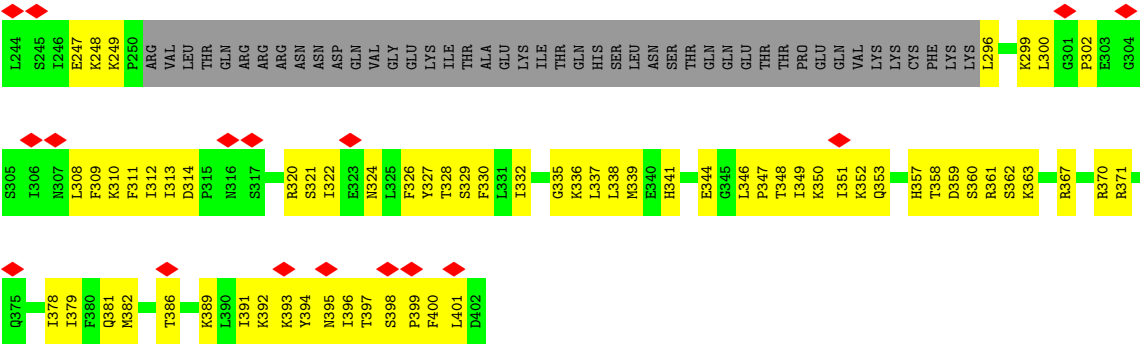 L244 S245 I246 E247 K248 K249 P250 ARG VAL LEU THR GLN ARG ARG ARG ASN ASN ASP GLN VAL GLY GLU LYS ILE THR ALA GLU LYS ILE THR GLN HIS SER LEU ASN SER THR GLN GLN GLU THR THR PRO GLU GLN VAL LYS LYS CYS PHE LYS LYS L296 K299 L300 G301 P302 E303 G304
S305 I306 N307 L308 F309 K310 F311 I312 I313 D314 P315 N316 S317 R320 S321 I322 E323 N324 L325 F326 Y327 T328 S329 F330 L331 I332 G335 K336 L337 L338 M339 E340 H341 E344 G345 L346 P347 T348 I349 K350 I351 K352 Q353 H357 T358 D359 S360 R361 S362 K363 R367 R370 R371
Q375 I378 I379 F380 Q381 M382 T386 K389 L390 I391 K392 K393 Y394 N395 I396 T397 S398 P399 F400 L401 D402